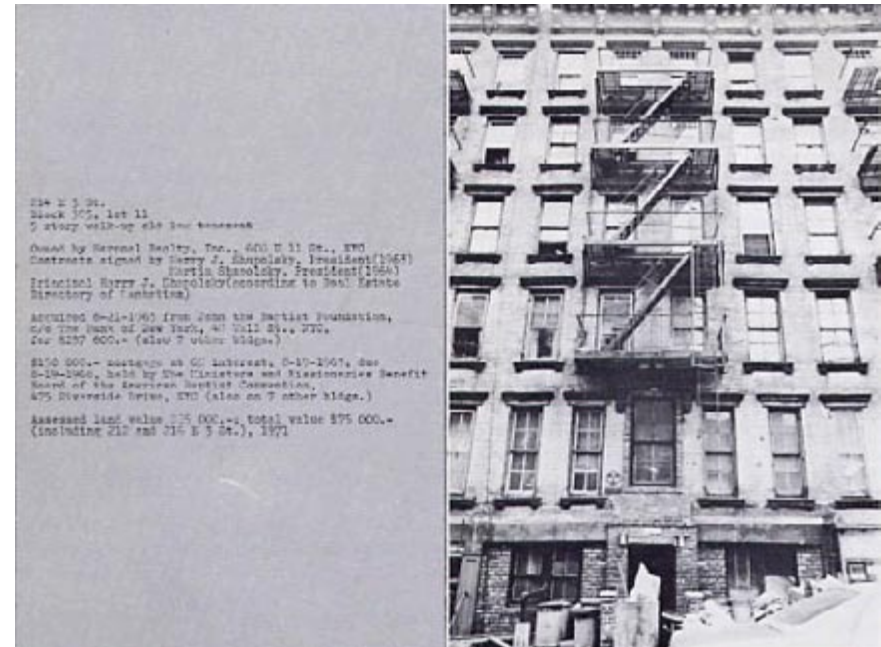 214 E 3 St.
Block 385, lot 11
5 story walk-up old law tenement
Owned by Harpmel Realty, Inc., 608 E 11 St., NYC
Contracts signed by Harry J. Shapolsky, President(1963)
Martin Shapolsky, President(1964)
Principal Harry J. Shapolsky(according to Real Estate
Directory of Manhattan)
Acquired 8-21-1963 from John the Baptist Foundation,
c/o The Bank of New York, 48 Wall St., NYC,
for $237 600.- (also 7 other bldgs.)
$150 000.- mortgage at 6% interest, 8-19-1963, due
8-19-1968, held by The Ministers and Missionaries Benefit
Board of the American Baptist Convention,
475 Riverside Drive, NYC (also on 7 other bldgs.)
Assessed land value $25 000.-; total value $75 000.-
(including 212 and 216 E 3 St.), 1971